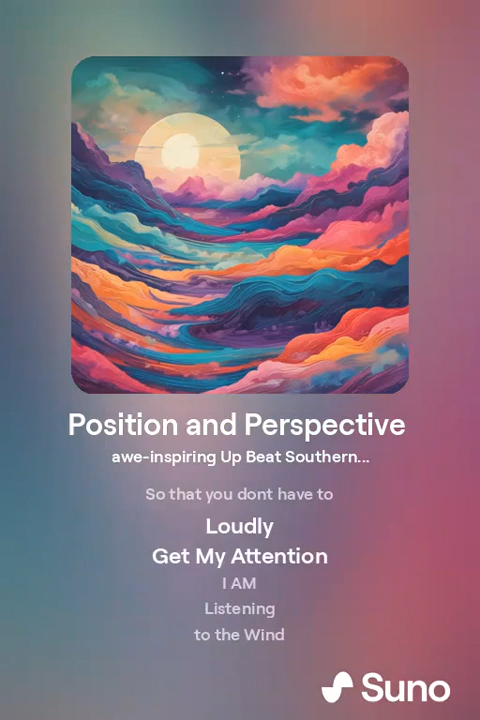 Position and Perspective
awe-inspiring Up Beat Southern...
So that you dont have to
Loudly
Get My Attention
I AM
Listening
to the Wind
Suno